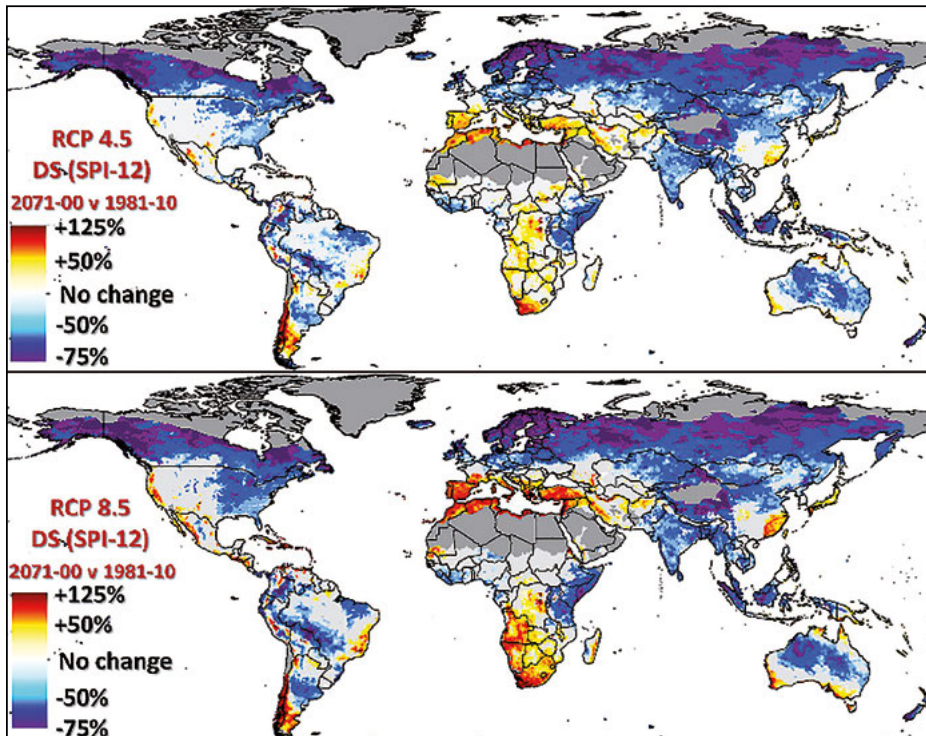 RCP 4.5
DS (SPI-12)
2071-00 v 1981-10
+125%
+50%
No change
-50%
-75%
RCP 8.5
DS (SPI-12)
2071-00 v 1981-10
+125%
+50%
No change
-50%
-75%